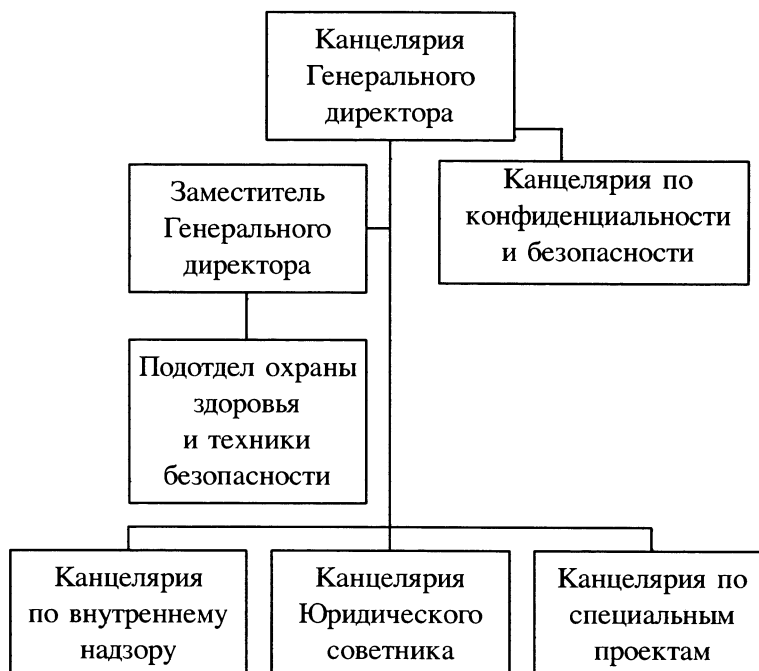 Канцелярия
Генерального
директора
Заместитель
Генерального
директора
Канцелярия по
конфиденциальности
и безопасности
Подотдел охраны
здоровья
и техники
безопасности
Канцелярия
по внутреннему
надзору
Канцелярия
Юридического
советника
Канцелярия по
специальным
проектам